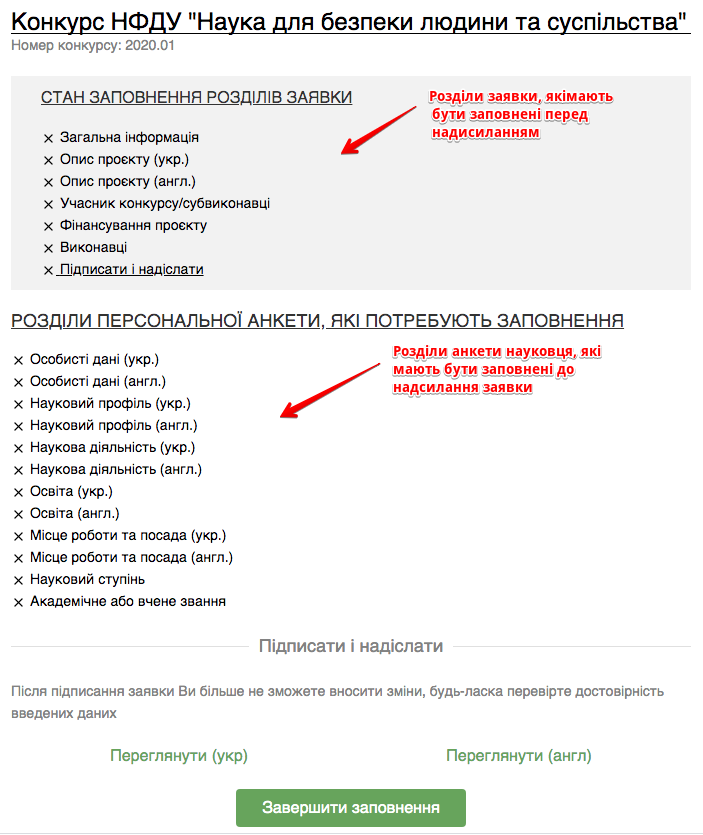 Конкурс НФДУ "Наука для безпеки людини та суспільства"
Номер конкурсу: 2020.01
СТАН ЗАПОВНЕННЯ РОЗДІЛІВ ЗАЯВКИ
Розділи заявки, якімають
бути заповнені перед
надисиланням
× Загальна інформація
× Опис проєкту (укр.)
× Опис проєкту (англ.)
× Учасник конкурсу/субвиконавці
× Фінансування проєкту
× Виконавці
× Підписати і надіслати
РОЗДІЛИ ПЕРСОНАЛЬНОЇ АНКЕТИ, ЯКІ ПОТРЕБУЮТЬ ЗАПОВНЕННЯ
Розділи анкети науковця, які
мають бути заповнені до
надсилання заявки
× Особисті дані (укр.)
× Особисті дані (англ.)
× Науковий профіль (укр.)
× Науковий профіль (англ.)
× Наукова діяльність (укр.)
× Наукова діяльність (англ.)
× Освіта (укр.)
× Освіта (англ.)
× Місце роботи та посада (укр.)
× Місце роботи та посада (англ.)
× Науковий ступінь
× Академічне або вчене звання
Підписати і надіслати
Після підписання заявки Ви більше не зможете вносити зміни, будь-ласка перевірте достовірність
введених даних
Переглянути (укр)
Переглянути (англ)
Завершити заповнення